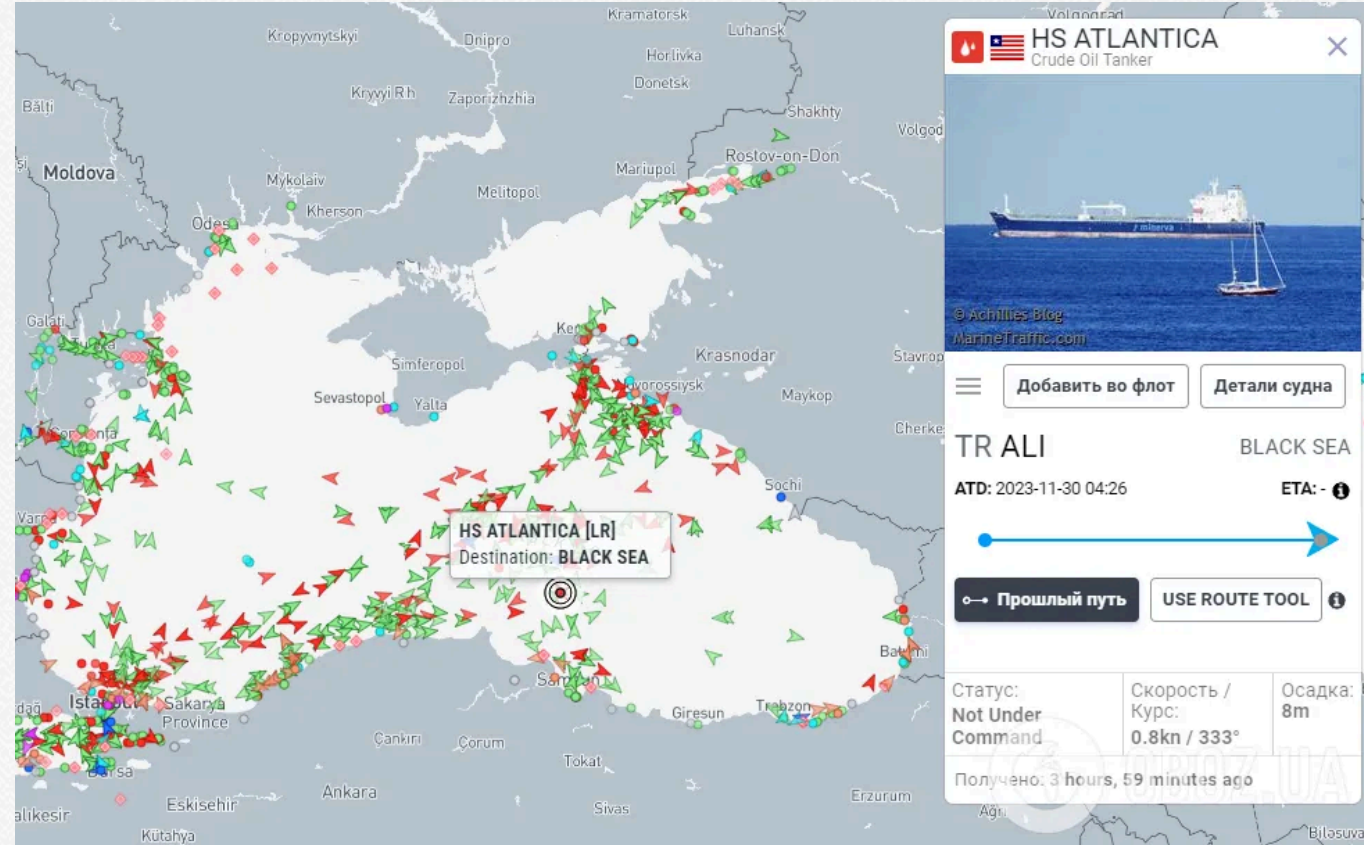 Kramatorsk
Volgograd
Kropyvnytskyi
Dnipro
Luhansk
Horlivka
Donetsk
Kryvyi Rih
Zaporizhzhia
Bălți
Shakhty
Volgod
Moldova
Mariupol
Rostov-on-Don
Mykolaiv
Melitopol
Kherson
Odesa
Galati
Tulcea
Kerch
Krasnodar
Stavrop
Simferopol
Novorossiysk
Maykop
Sevastopol
Yalta
Cherke
Constanța
Sochi
Varna
HS ATLANTICA [LR]
Destination: BLACK SEA
Batumi
Istanbul
Sakarya
Province
Samsun
Giresun
Trabzon
Çankırı
Çorum
Tokat
Bursa
Ankara
Eskisehir
Sivas
Erzurum
Ağrı
alıkesir
Kütahya
Biləsuva
HS ATLANTICA
Crude Oil Tanker
minerva
© Achillies Blog
MarineTraffic.com
Добавить во флот
Детали судна
TR ALI
BLACK SEA
ATD: 2023-11-30 04:26
ETA: -
Прошлый путь
USE ROUTE TOOL
Статус:
Not Under
Command
Скорость /
Курс:
0.8kn / 333°
Осадка:
8m
Получено: 3 hours, 59 minutes ago
OBOZ.UA